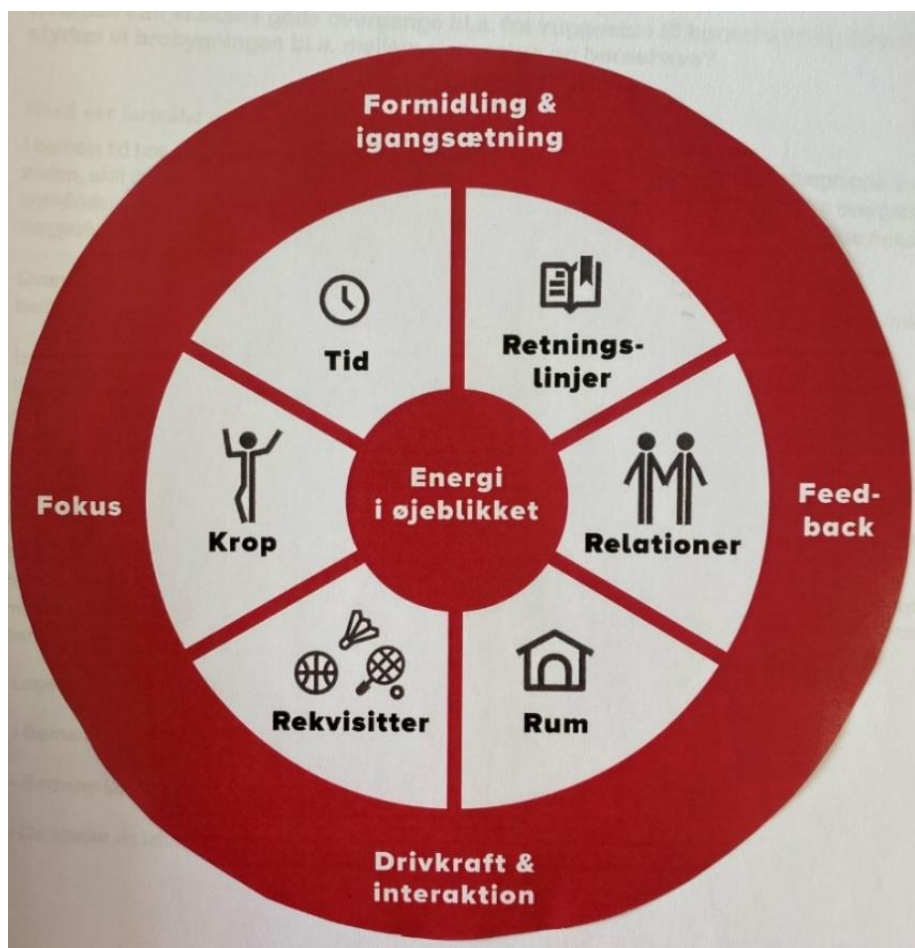 Formidling &
igangsætning
Tid
Retnings-
linjer
Fokus
Krop
Energi
i øjeblikket
Relationer
Feed-
back
Rekvisitter
Rum
Drivkraft &
interaktion